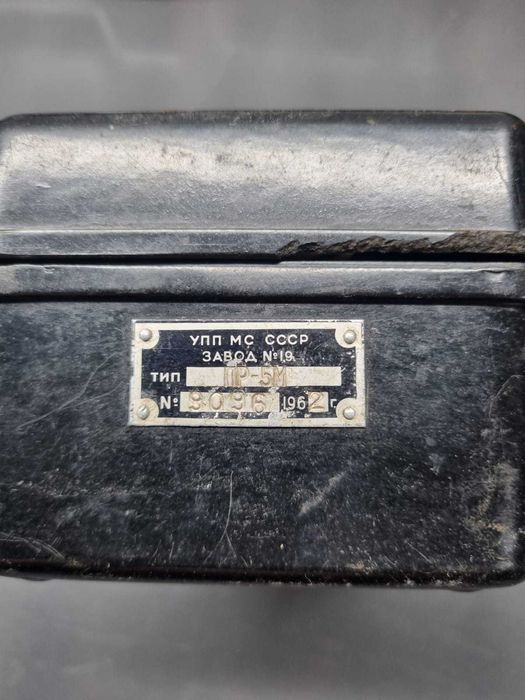 УПП МС СССР
ЗАВОД №19
ТИП ПР-5М
№ 9096 1962 г.